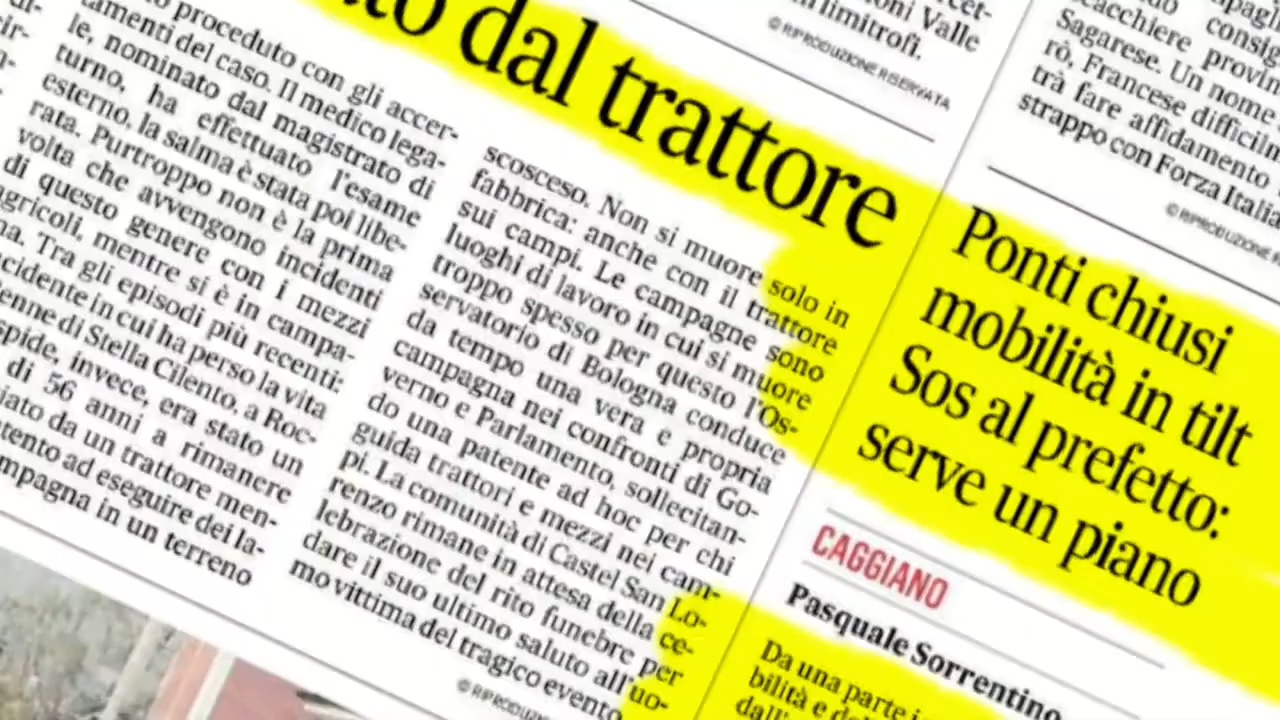 to dal trattore
proceduto con gli accer-
tamenti del caso. Il medico lega-
le, nominato dal magistrato di
turno, ha effettuato l'esame
esterno, la salma è stata poi libe-
rata. Purtroppo non è la prima
volta che avvengono incidenti
di questo genere con i mezzi
agricoli, mentre si è in campa-
Tra gli episodi più recenti:
incidente in cui ha perso la vita
enne di Stella Cilento, a Roc-
spide, invece, era stato un
di 56 anni a rimanere
iato da un trattore men-
tento ad eseguire dei la-
mpagna in un terreno
scosceso. Non si muore solo in
fabbrica: anche con il trattore
sui campi. Le campagne sono
luoghi di lavoro in cui si muore
troppo spesso per questo l'Os-
servatorio di Bologna conduce
da tempo una vera e propria
campagna nei confronti di Go-
verno e Parlamento, sollecitan-
do una patente ad hoc per chi
guida trattori e mezzi nei cam-
pi. La comunità di Castel San Lo-
renzo rimane in attesa della ce-
lebrazione del rito funebre per
dare il suo ultimo saluto all'uo-
mo vittima del tragico evento
© RIPRODUZIONE
oni Valle
limitrofi.
© RIPRODUZIONE RISERVATA
scacchiere provin
Sagarese. Un nome
rò, Francese difficilm
trà fare affidamento
strappo con Forza Italia
© RIPRODUZIONE R
Ponti chiusi
mobilità in tilt
Sos al prefetto:
serve un piano
CAGGIANO
Pasquale Sorrentino
Da una parte i
bilità e de
dall'